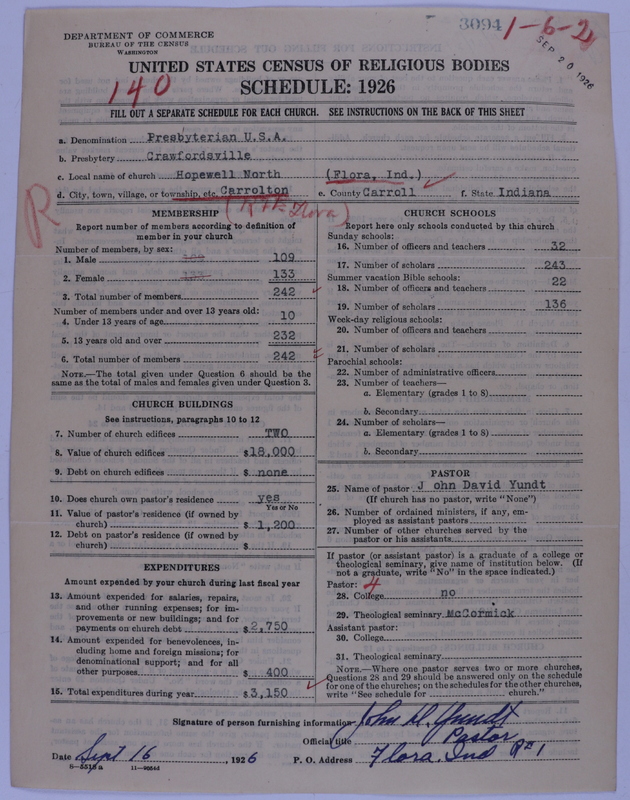 3094 1-6-2
SEP 20 1926
DEPARTMENT OF COMMERCE
BUREAU OF THE CENSUS
WASHINGTON
UNITED STATES CENSUS OF RELIGIOUS BODIES
140
SCHEDULE: 1926
FILL OUT A SEPARATE SCHEDULE FOR EACH CHURCH. SEE INSTRUCTIONS ON THE BACK OF THIS SHEET
a. Denomination Presbyterian U.S.A.
b. Presbytery Crawfordsville
c. Local name of church Hopewell North (Flora, Ind.)
d. City, town, village, or township, etc. Carrolton e. County Carroll f. State Indiana
R
MEMBERSHIP
Report number of members according to definition of
member in your church
Number of members, by sex:
1. Male 109
2. Female 133
3. Total number of members 242
Number of members under and over 13 years old:
4. Under 13 years of age 10
5. 13 years old and over 232
6. Total number of members 242
NOTE.—The total given under Question 6 should be the
same as the total of males and females given under Question 3.
CHURCH BUILDINGS
See instructions, paragraphs 10 to 12
7. Number of church edifices TWO
8. Value of church edifices $18,000
9. Debt on church edifices $ none
10. Does church own pastor's residence yes
Yes or No
11. Value of pastor's residence (if owned by
church) $ 1,200
12. Debt on pastor's residence (if owned by
church) $
EXPENDITURES
Amount expended by your church during last fiscal year
13. Amount expended for salaries, repairs,
and other running expenses; for im-
provements or new buildings; and for
payments on church debt $2,750
14. Amount expended for benevolences, in-
cluding home and foreign missions; for
denominational support; and for all
other purposes $ 400
15. Total expenditures during year $3,150
CHURCH SCHOOLS
Report here only schools conducted by this church
Sunday schools:
16. Number of officers and teachers 32
17. Number of scholars 243
Summer vacation Bible schools:
18. Number of officers and teachers 22
19. Number of scholars 136
Week-day religious schools:
20. Number of officers and teachers
21. Number of scholars
Parochial schools:
22. Number of administrative officers
23. Number of teachers—
a. Elementary (grades 1 to 8)
b. Secondary
24. Number of scholars—
a. Elementary (grades 1 to 8)
b. Secondary
PASTOR
25. Name of pastor J ohn David Yundt
(If church has no pastor, write "None")
26. Number of ordained ministers, if any, em-
ployed as assistant pastors
27. Number of other churches served by the
pastor or his assistants
If pastor (or assistant pastor) is a graduate of a college or
theological seminary, give name of institution below. (If
not a graduate, write "No" in the space indicated.)
Pastor: 4
28. College no
29. Theological seminary McCormick
Assistant pastor:
30. College
31. Theological seminary
NOTE.—Where one pastor serves two or more churches,
Questions 28 and 29 should be answered only on the schedule
for one of the churches; on the schedules for the other churches,
write "See schedule for church."
Signature of person furnishing information John D. Yundt
Official title Pastor
Date Sept 16, 1926 P. O. Address Flora, Ind R#1